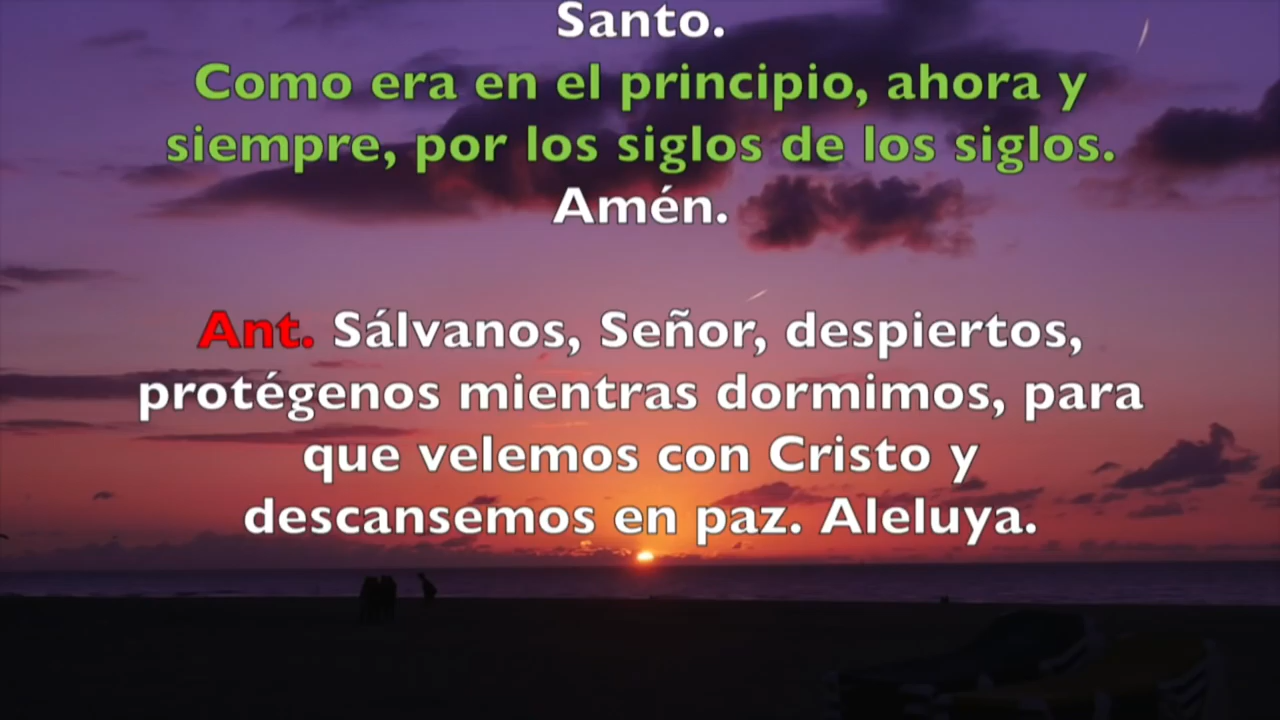 Santo.
Como era en el principio, ahora y
siempre, por los siglos de los siglos.
Amén.
Ant. Sálvanos, Señor, despiertos,
protégenos mientras dormimos, para
que velemos con Cristo y
descansemos en paz. Aleluya.